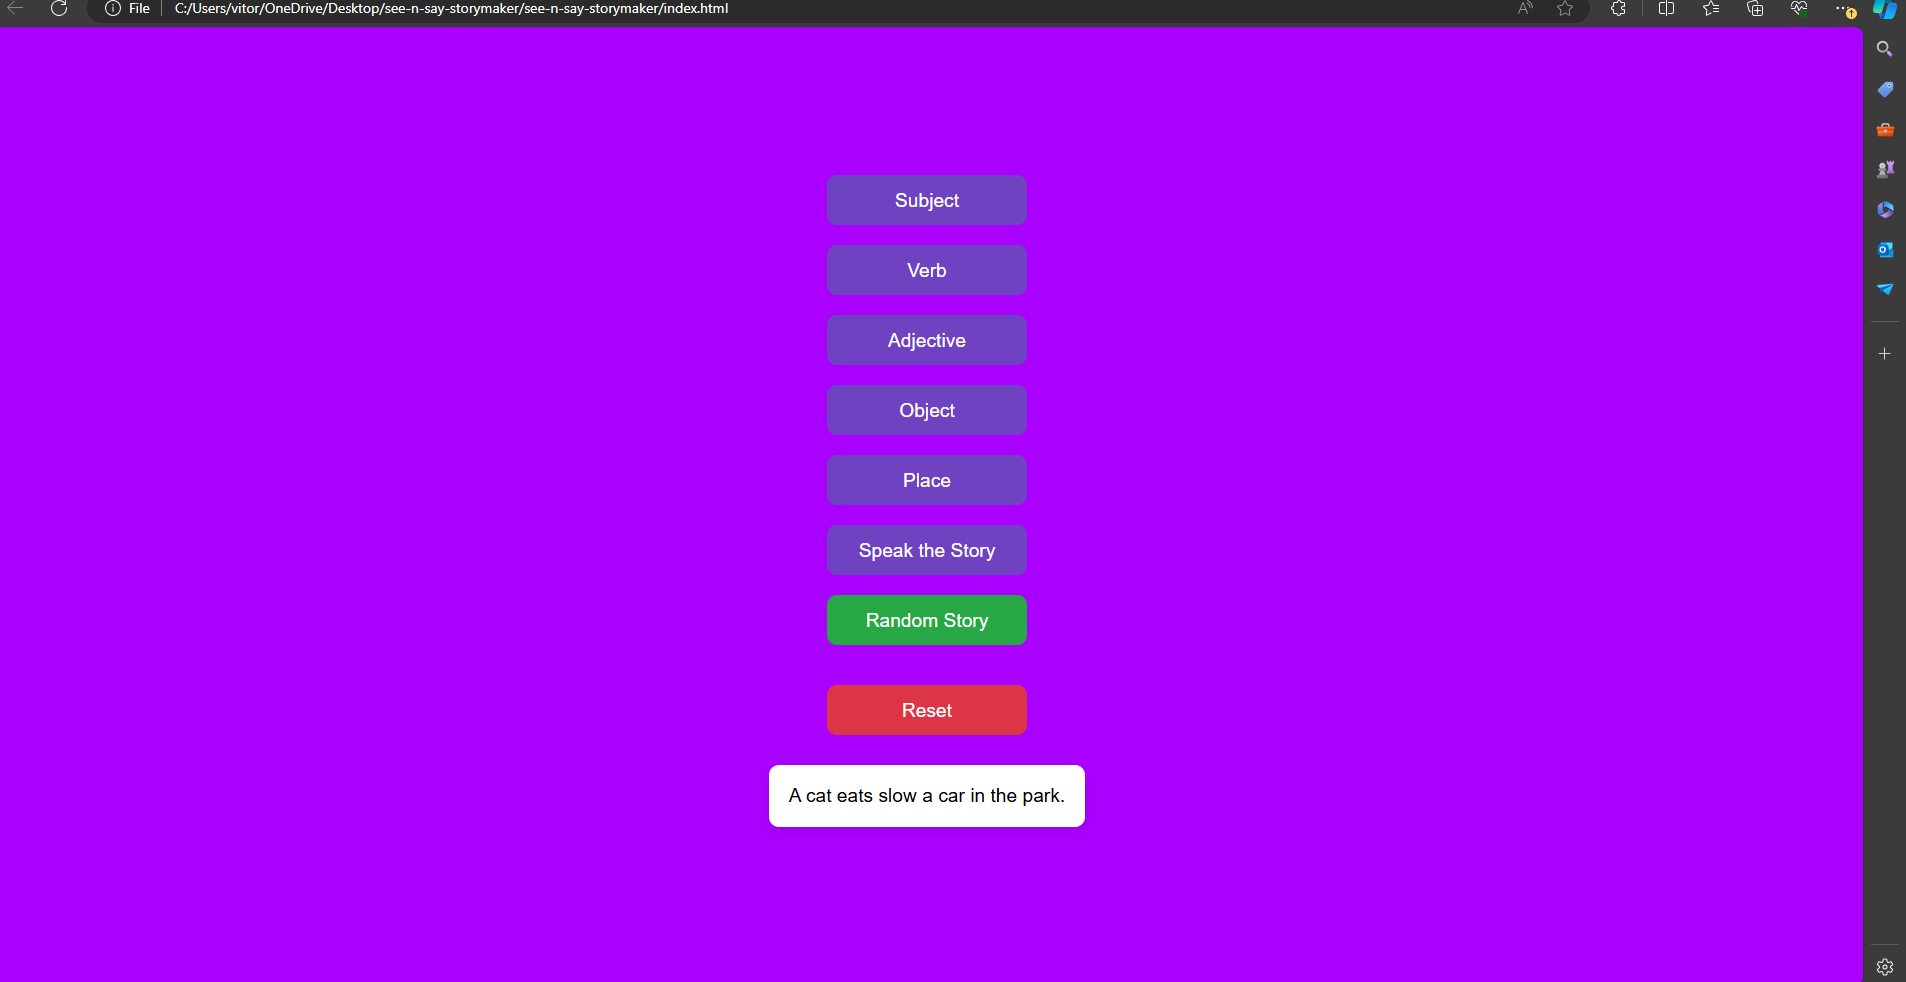 File C:/Users/vitor/OneDrive/Desktop/see-n-say-storymaker/see-n-say-storymaker/index.html
Subject
Verb
Adjective
Object
Place
Speak the Story
Random Story
Reset
A cat eats slow a car in the park.